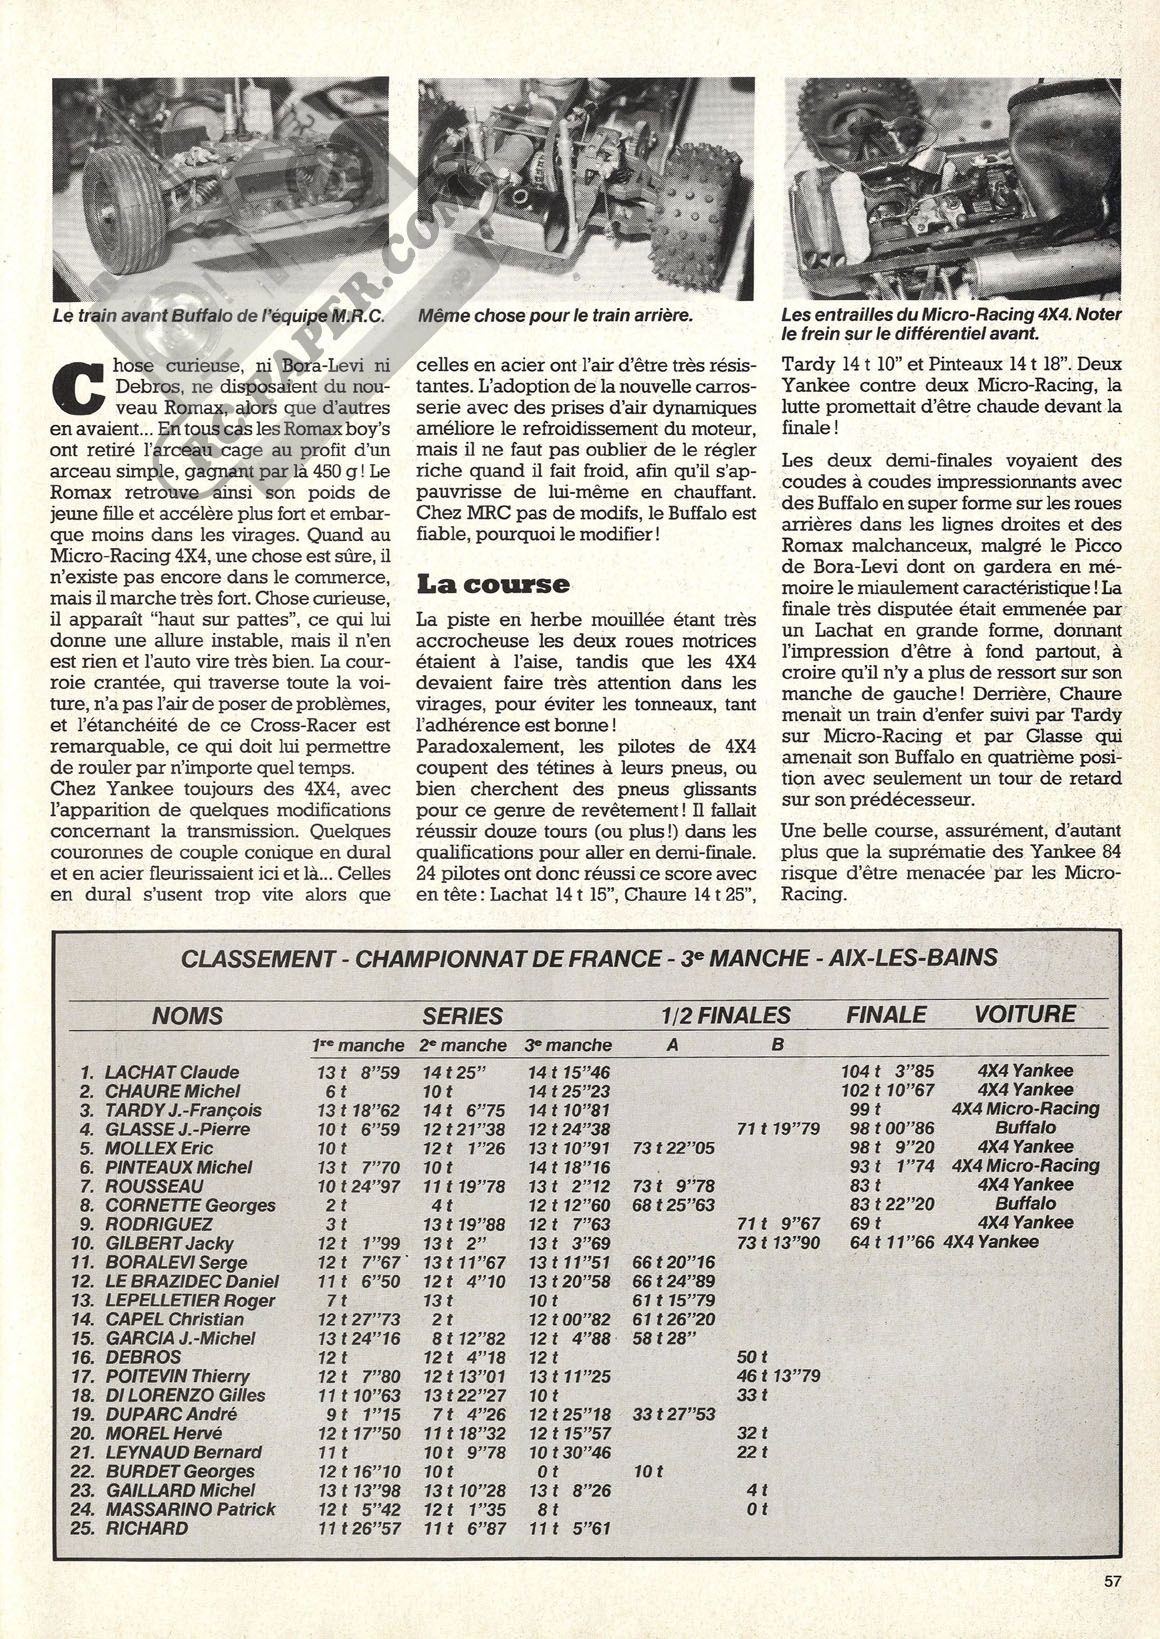 RC-PAPER.COM
Le train avant Buffalo de l'équipe M.R.C.
Même chose pour le train arrière.
Les entrailles du Micro-Racing 4X4. Noter
le frein sur le différentiel avant.
Chose curieuse, ni Bora-Levi ni
Debros, ne disposaient du nou-
veau Romax, alors que d'autres
en avaient... En tous cas les Romax boy's
ont retiré l'arceau cage au profit d'un
arceau simple, gagnant par là 450 g! Le
Romax retrouve ainsi son poids de
jeune fille et accélère plus fort et embar-
que moins dans les virages. Quand au
Micro-Racing 4X4, une chose est sûre, il
n'existe pas encore dans le commerce,
mais il marche très fort. Chose curieuse,
il apparaît “haut sur pattes”, ce qui lui
donne une allure instable, mais il n'en
est rien et l'auto vire très bien. La cour-
roie crantée, qui traverse toute la voi-
ture, n'a pas l'air de poser de problèmes,
et l'étanchéité de ce Cross-Racer est
remarquable, ce qui doit lui permettre
de rouler par n'importe quel temps.
Chez Yankee toujours des 4X4, avec
l'apparition de quelques modifications
concernant la transmission. Quelques
couronnes de couple conique en dural
et en acier fleurissaient ici et là... Celles
en dural s'usent trop vite alors que
celles en acier ont l'air d'être très résis-
tantes. L'adoption de la nouvelle carros-
serie avec des prises d'air dynamiques
améliore le refroidissement du moteur,
mais il ne faut pas oublier de le régler
riche quand il fait froid, afin qu'il s'ap-
pauvrisse de lui-même en chauffant.
Chez MRC pas de modifs, le Buffalo est
fiable, pourquoi le modifier!
La course
La piste en herbe mouillée étant très
accrocheuse les deux roues motrices
étaient à l'aise, tandis que les 4X4
devaient faire très attention dans les
virages, pour éviter les tonneaux, tant
l'adhérence est bonne!
Paradoxalement, les pilotes de 4X4
coupent des tétines à leurs pneus, ou
bien cherchent des pneus glissants
pour ce genre de revêtement! Il fallait
réussir douze tours (ou plus!) dans les
qualifications pour aller en demi-finale.
24 pilotes ont donc réussi ce score avec
en tête: Lachat 14 t 15”, Chaure 14 t 25”,
Tardy 14 t 10” et Pinteaux 14 t 18”. Deux
Yankee contre deux Micro-Racing, la
lutte promettait d'être chaude devant la
finale!
Les deux demi-finales voyaient des
coudes à coudes impressionnants avec
des Buffalo en super forme sur les roues
arrières dans les lignes droites et des
Romax malchanceux, malgré le Picco
de Bora-Levi dont on gardera en mé-
moire le miaulement caractéristique! La
finale très disputée était emmenée par
un Lachat en grande forme, donnant
l'impression d'être à fond partout, à
croire qu'il n'y a plus de ressort sur son
manche de gauche! Derrière, Chaure
menait un train d'enfer suivi par Tardy
sur Micro-Racing et par Glasse qui
amenait son Buffalo en quatrième posi-
tion avec seulement un tour de retard
sur son prédécesseur.
Une belle course, assurément, d'autant
plus que la suprématie des Yankee 84
risque d'être menacée par les Micro-
Racing.
CLASSEMENT - CHAMPIONNAT DE FRANCE - 3e MANCHE - AIX-LES-BAINS
NOMS SERIES 1/2 FINALES FINALE VOITURE
1re manche 2e manche 3e manche A B
1. LACHAT Claude 13 t 8”59 14 t 25” 14 t 15”46 104 t 3”85 4X4 Yankee
2. CHAURE Michel 6 t 10 t 14 t 25”23 102 t 10”67 4X4 Yankee
3. TARDY J.-François 13 t 18”62 14 t 6”75 14 t 10”81 99 t 4X4 Micro-Racing
4. GLASSE J.-Pierre 10 t 6”59 12 t 21”38 12 t 24”38 71 t 19”79 98 t 00”86 Buffalo
5. MOLLEX Eric 10 t 12 t 1”26 13 t 10”91 73 t 22”05 98 t 9”20 4X4 Yankee
6. PINTEAUX Michel 13 t 7”70 10 t 14 t 18”16 93 t 1”74 4X4 Micro-Racing
7. ROUSSEAU 10 t 24”97 11 t 19”78 13 t 2”12 73 t 9”78 83 t 4X4 Yankee
8. CORNETTE Georges 2 t 4 t 12 t 12”60 68 t 25”63 83 t 22”20 Buffalo
9. RODRIGUEZ 3 t 13 t 19”88 12 t 7”63 71 t 9”67 69 t 4X4 Yankee
10. GILBERT Jacky 12 t 1”99 13 t 2” 13 t 3”69 73 t 13”90 64 t 11”66 4X4 Yankee
11. BORALEVI Serge 12 t 7”67 13 t 11”67 13 t 11”51 66 t 20”16
12. LE BRAZIDEC Daniel 11 t 6”50 12 t 4”10 13 t 20”58 66 t 24”89
13. LEPELLETIER Roger 7 t 13 t 10 t 61 t 15”79
14. CAPEL Christian 12 t 27”73 2 t 12 t 00”82 61 t 26”20
15. GARCIA J.-Michel 13 t 24”16 8 t 12”82 12 t 4”88 58 t 28”
16. DEBROS 12 t 12 t 4”18 12 t 50 t
17. POITEVIN Thierry 12 t 7”80 12 t 13”01 13 t 11”25 46 t 13”79
18. DI LORENZO Gilles 11 t 10”63 13 t 22”27 10 t 33 t
19. DUPARC André 9 t 1”15 7 t 4”26 12 t 25”18 33 t 27”53
20. MOREL Hervé 12 t 17”50 11 t 18”32 12 t 15”57 32 t
21. LEYNAUD Bernard 11 t 10 t 9”78 10 t 30”46 22 t
22. BURDET Georges 12 t 16”10 10 t 0 t 10 t
23. GAILLARD Michel 13 t 13”98 13 t 10”28 13 t 8”26 4 t
24. MASSARINO Patrick 12 t 5”42 12 t 1”35 8 t 0 t
25. RICHARD 11 t 26”57 11 t 6”87 11 t 5”61
57